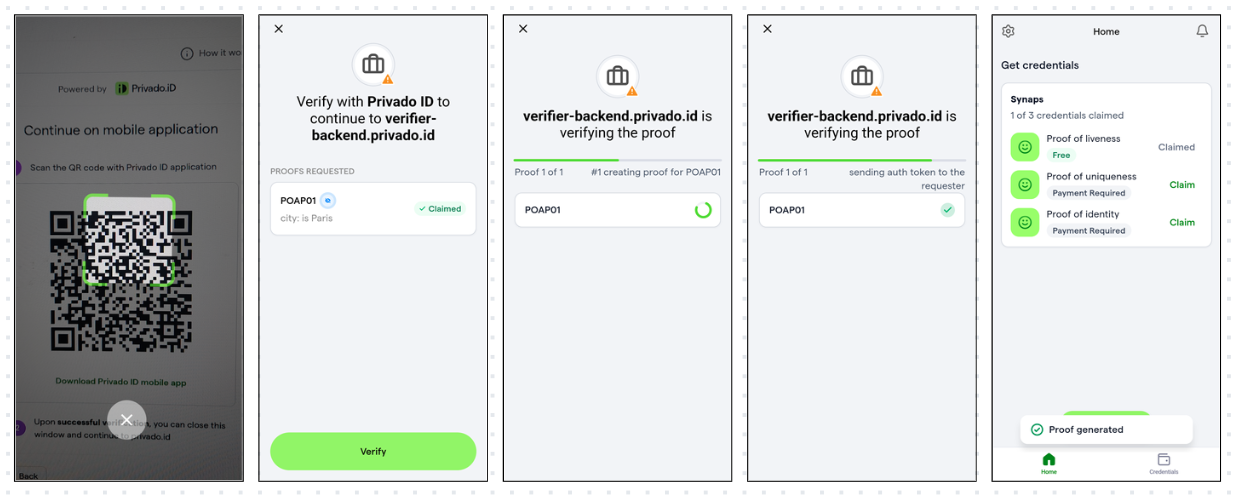 How it wo
Powered by Privado.iD
Continue on mobile application
Scan the QR code with Privado ID application
Download Privado ID mobile app
Upon successful verification, you can close this
window and continue to privado.id
Back
Verify with Privado ID to
continue to verifier-
backend.privado.id
PROOFS REQUESTED
POAP01
city: is Paris
Claimed
Verify
verifier-backend.privado.id is
verifying the proof
Proof 1 of 1
#1 creating proof for POAP01
POAP01
verifier-backend.privado.id is
verifying the proof
Proof 1 of 1
sending auth token to the
requester
POAP01
Home
Get credentials
Synaps
1 of 3 credentials claimed
Proof of liveness
Free
Claimed
Proof of uniqueness
Payment Required
Claim
Proof of identity
Payment Required
Claim
Proof generated
Home
Credentials